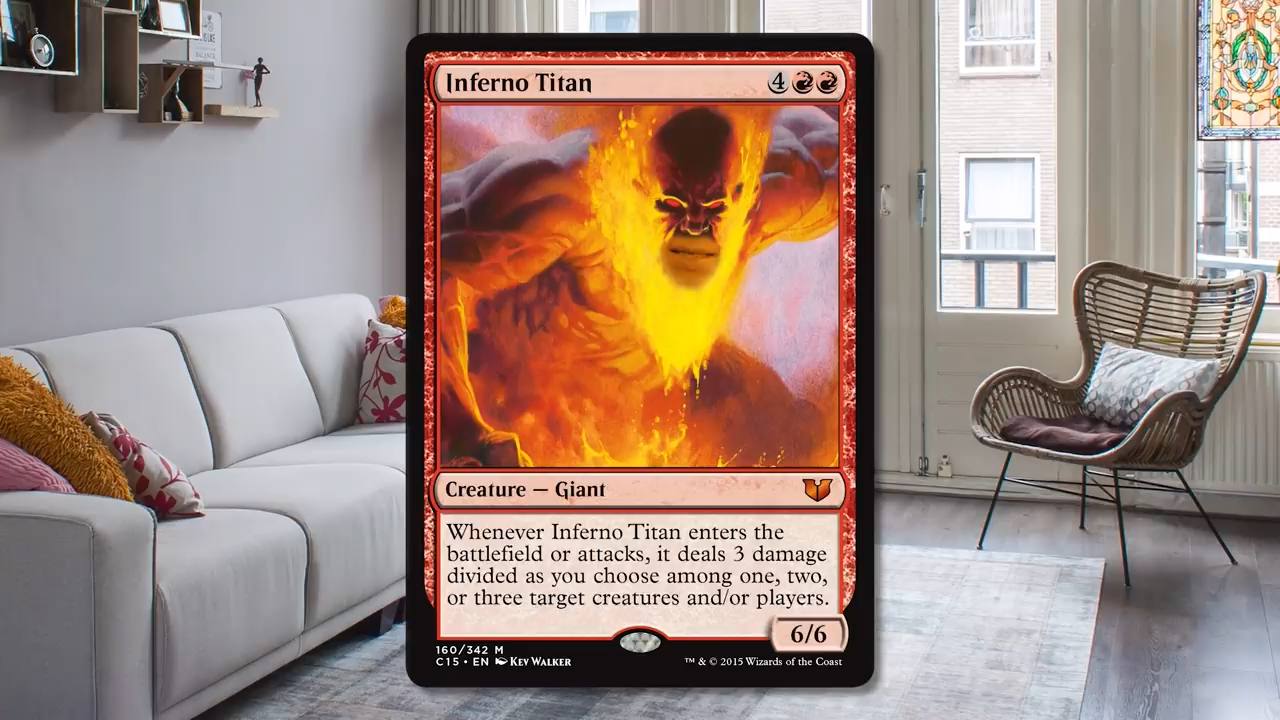 Inferno Titan
4
Creature — Giant
Whenever Inferno Titan enters the
battlefield or attacks, it deals 3 damage
divided as you choose among one, two,
or three target creatures and/or players.
6/6
160/342 M
C15 • EN Kev Walker
™ & © 2015 Wizards of the Coast